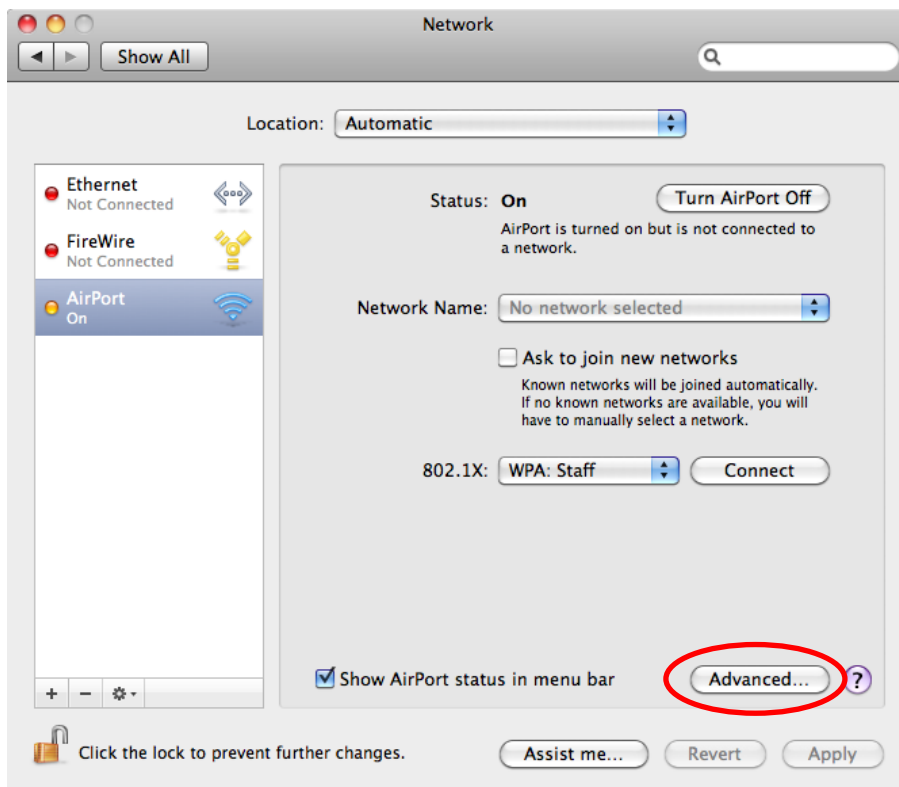 Network
Show All
Location: Automatic
Ethernet
Not Connected
FireWire
Not Connected
AirPort
On
Status: On Turn AirPort Off
AirPort is turned on but is not connected to
a network.
Network Name: No network selected
Ask to join new networks
Known networks will be joined automatically.
If no known networks are available, you will
have to manually select a network.
802.1X: WPA: Staff Connect
Show AirPort status in menu bar Advanced... ?
Click the lock to prevent further changes. Assist me... Revert Apply